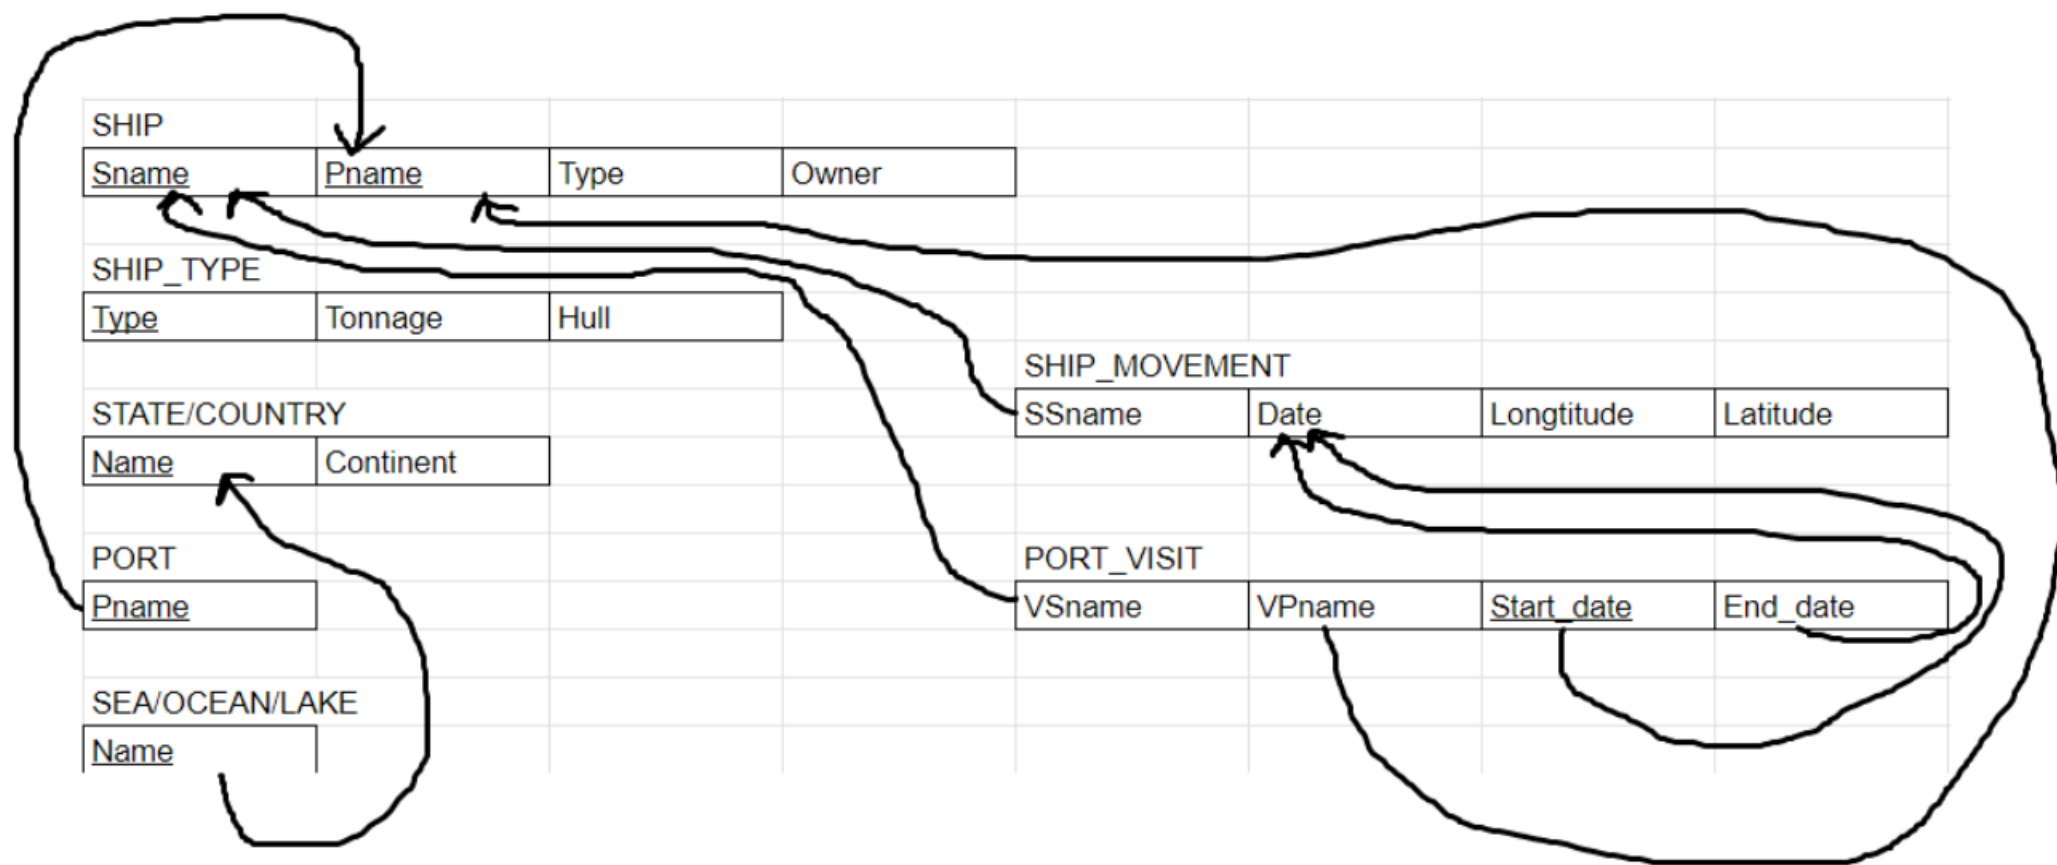 SHIP
Sname Pname Type Owner
SHIP_TYPE
Type Tonnage Hull
STATE/COUNTRY
Name Continent
PORT
Pname
SEA/OCEAN/LAKE
Name
SHIP_MOVEMENT
SSname Date Longtitude Latitude
PORT_VISIT
VSname VPname Start_date End_date